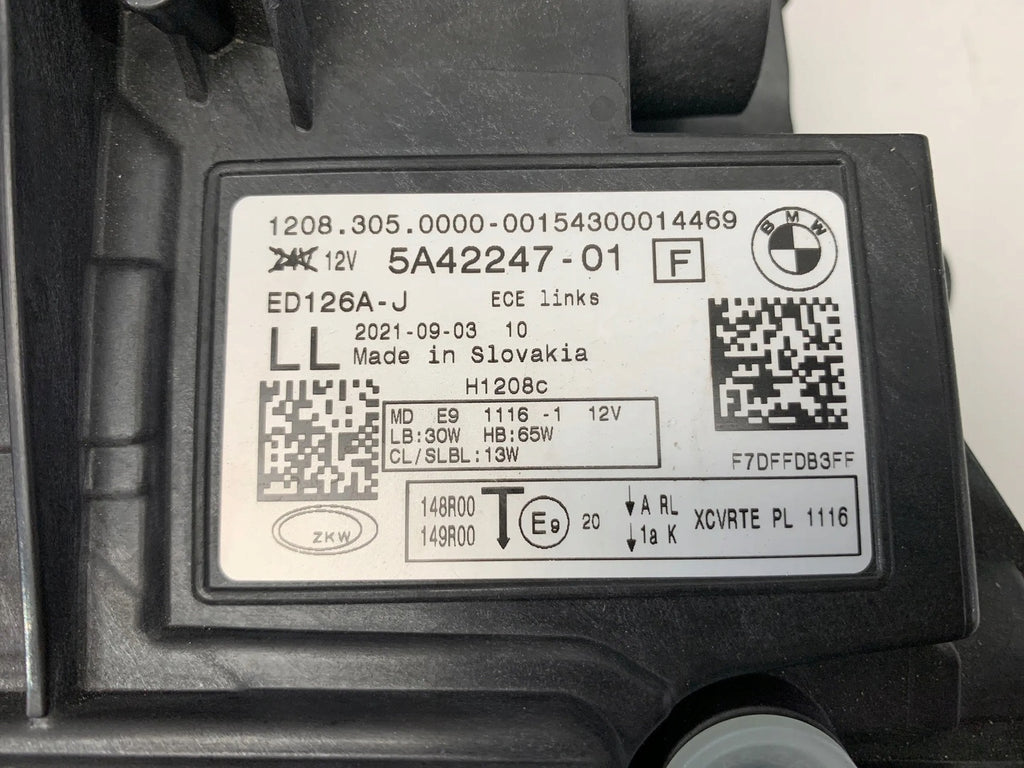 1208.305.0000-00154300014469
24V 12V 5A42247-01 F
BMW
ED126A-J ECE links
LL 2021-09-03 10
Made in Slovakia
H1208c
MD E9 1116 -1 12V
LB:30W HB:65W
CL/SLBL:13W
F7DFFDB3FF
ZKW
148R00 T E9 20 ↓A RL XCVRTE PL 1116
149R00 ↓1a K